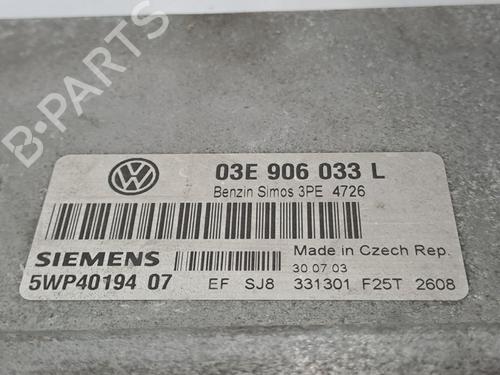 B-PARTS
03E 906 033 L
Benzin Simos 3PE 4726
SIEMENS
Made in Czech Rep.
30.07.03
5WP40194 07 EF SJ8 331301 F25T 2608